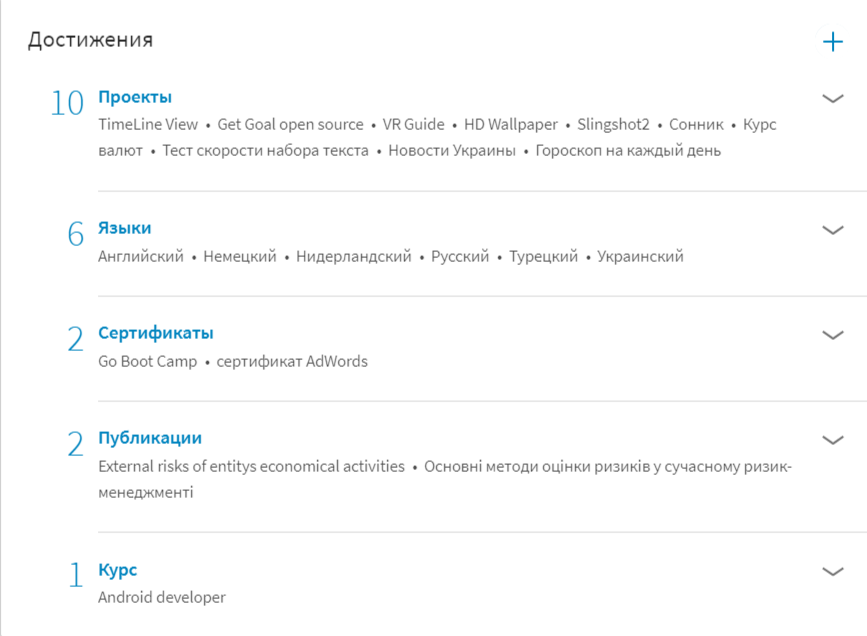 Достижения
10 Проекты
TimeLine View • Get Goal open source • VR Guide • HD Wallpaper • Slingshot2 • Сонник • Курс
валют • Тест скорости набора текста • Новости Украины • Гороскоп на каждый день
6 Языки
Английский • Немецкий • Нидерландский • Русский • Турецкий • Украинский
2 Сертификаты
Go Boot Camp • сертификат AdWords
2 Публикации
External risks of entitys economical activities • Основні методи оцінки ризиків у сучасному ризик-
менеджменті
1 Курс
Android developer